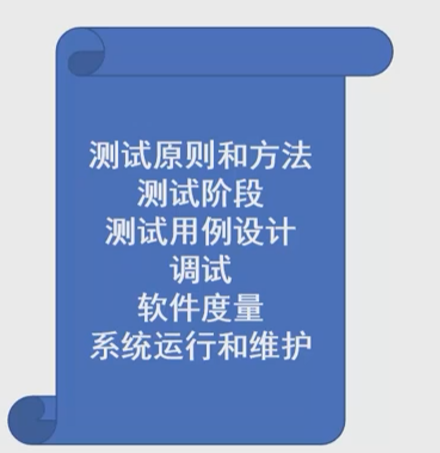 测试原则和方法
测试阶段
测试用例设计
调试
软件度量
系统运行和维护